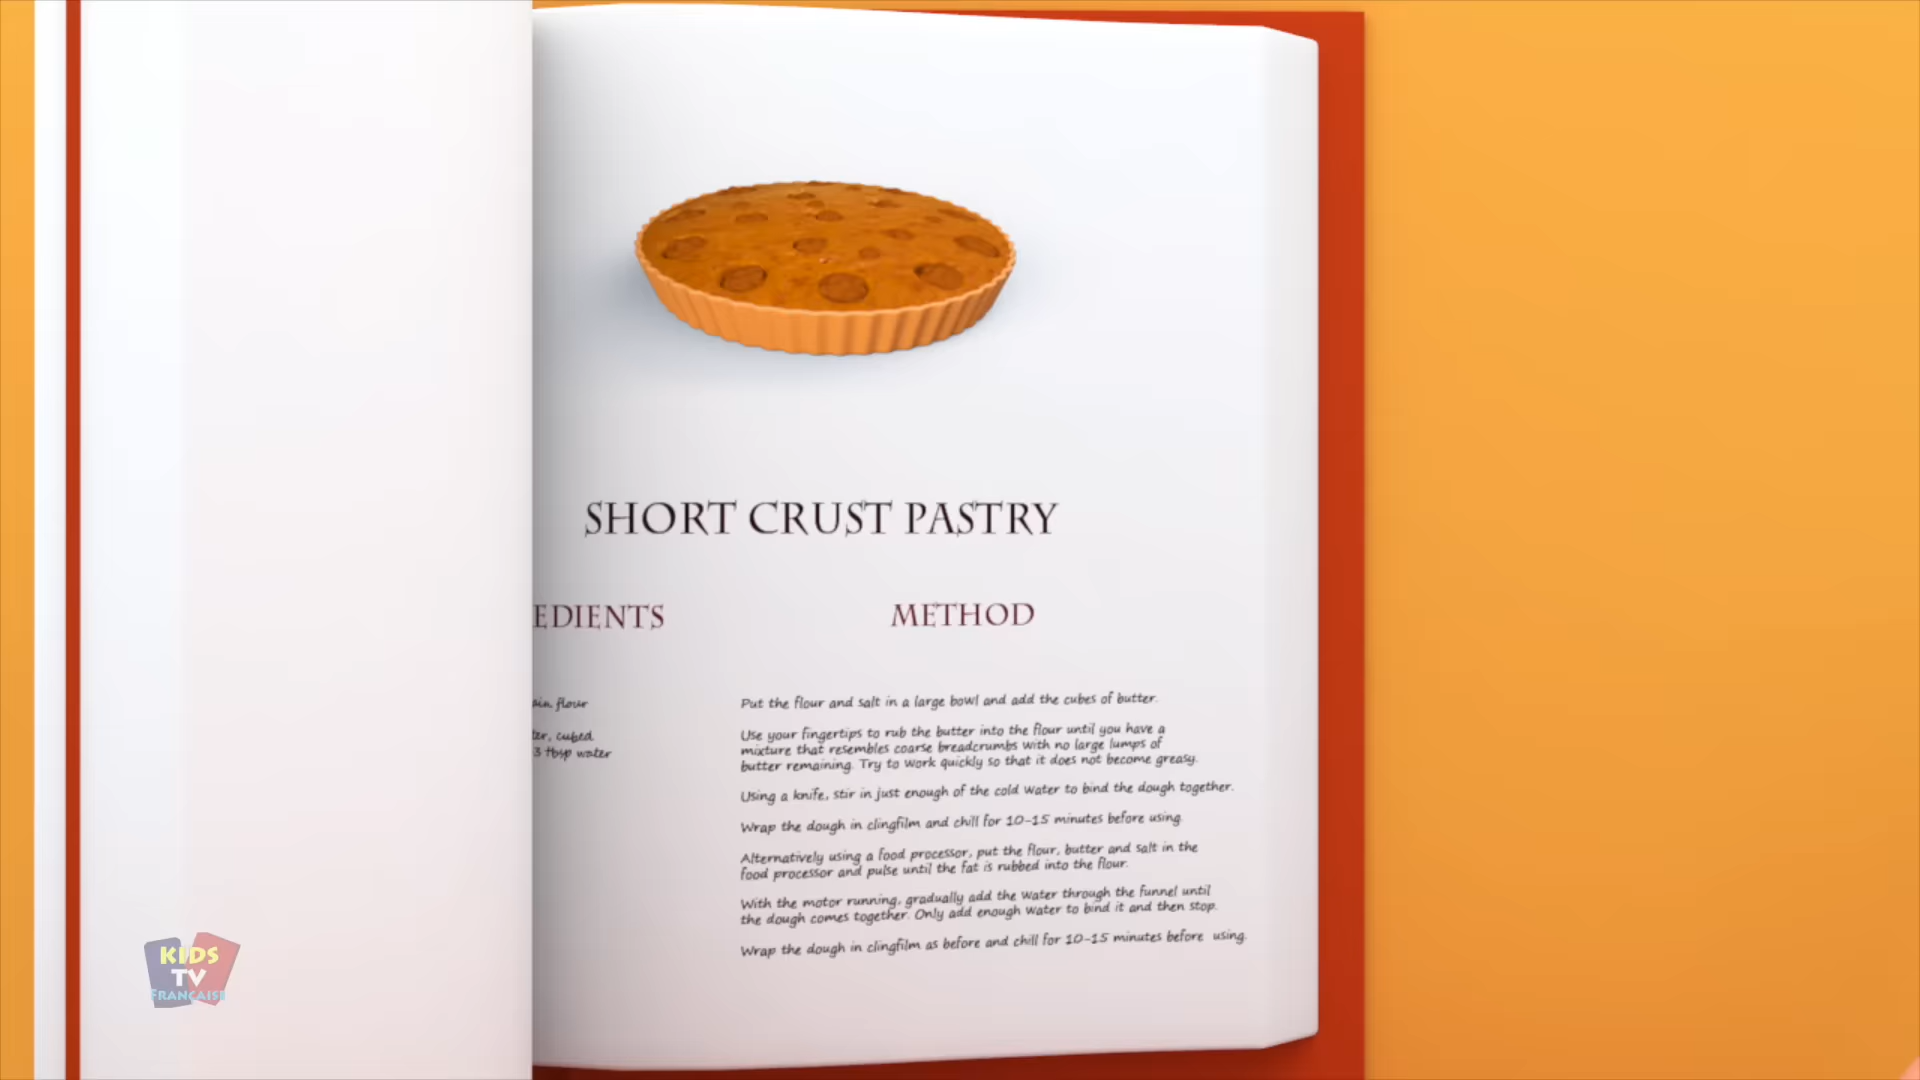 SHORT CRUST PASTRY
EDIENTS
METHOD
ain flour
ter, cubed
3 tbsp water
Put the flour and salt in a large bowl and add the cubes of butter.
Use your fingertips to rub the butter into the flour until you have a
mixture that resembles coarse breadcrumbs with no large lumps of
butter remaining. Try to work quickly so that it does not become greasy.
Using a knife, stir in just enough of the cold water to bind the dough together.
Wrap the dough in clingfilm and chill for 10-15 minutes before using.
Alternatively using a food processor, put the flour, butter and salt in the
food processor and pulse until the fat is rubbed into the flour.
With the motor running, gradually add the water through the funnel until
the dough comes together. Only add enough water to bind it and then stop.
Wrap the dough in clingfilm as before and chill for 10-15 minutes before using.
KIDS
TV
FRANÇAISE